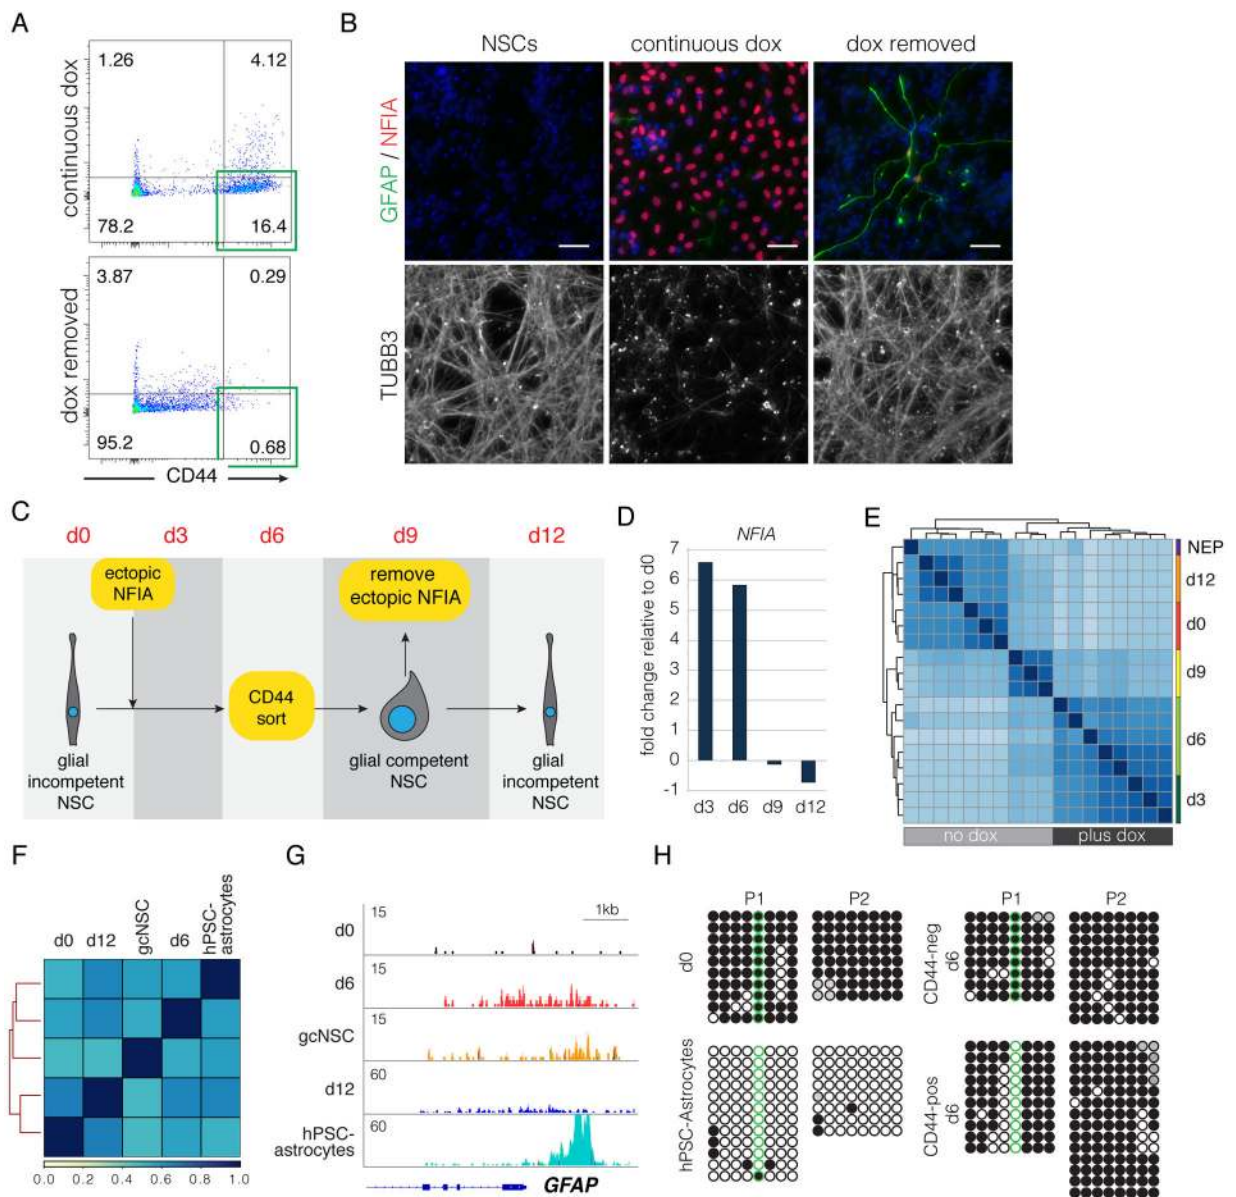 A
continuous dox
1.26
4.12
78.2
16.4
dox removed
3.87
0.29
95.2
0.68
CD44
B
NSCs
continuous dox
dox removed
GFAP / NFIA
TUBB3
C
d0
d3
d6
d9
d12
ectopic
NFIA
remove
ectopic NFIA
CD44
sort
glial
incompetent
NSC
glial competent
NSC
glial
incompetent
NSC
D
NFIA
fold change relative to d0
7
6
5
4
3
2
1
0
-1
d3
d6
d9
d12
E
NEP
d12
d0
d9
d6
d3
no dox
plus dox
F
d0
d12
gcNSC
d6
hPSC-
astrocytes
0.0
0.2
0.4
0.6
0.8
1.0
G
1kb
d0
15
d6
15
gcNSC
15
d12
60
hPSC-
astrocytes
60
GFAP
H
P1
P2
d0
hPSC-Astrocytes
P1
P2
CD44-neg
d6
CD44-pos
d6